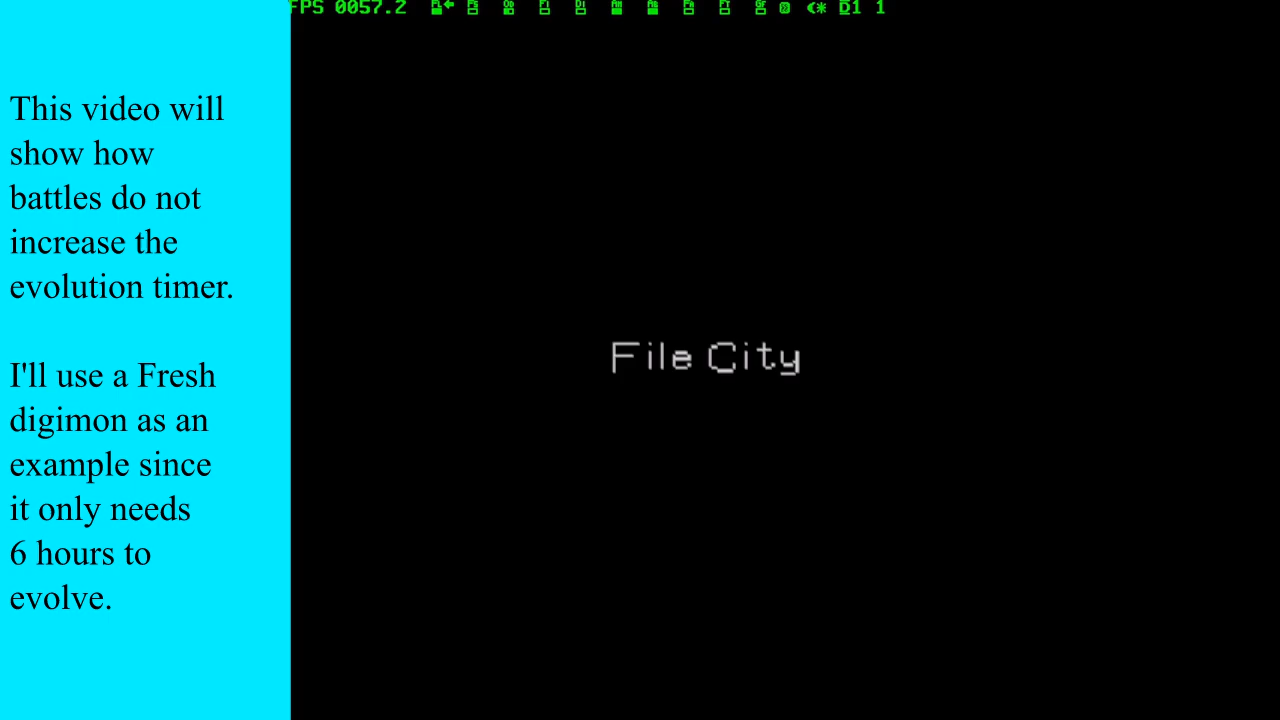 FPS 0057.2
This video will
show how
battles do not
increase the
evolution timer.
I'll use a Fresh
digimon as an
example since
it only needs
6 hours to
evolve.
File City